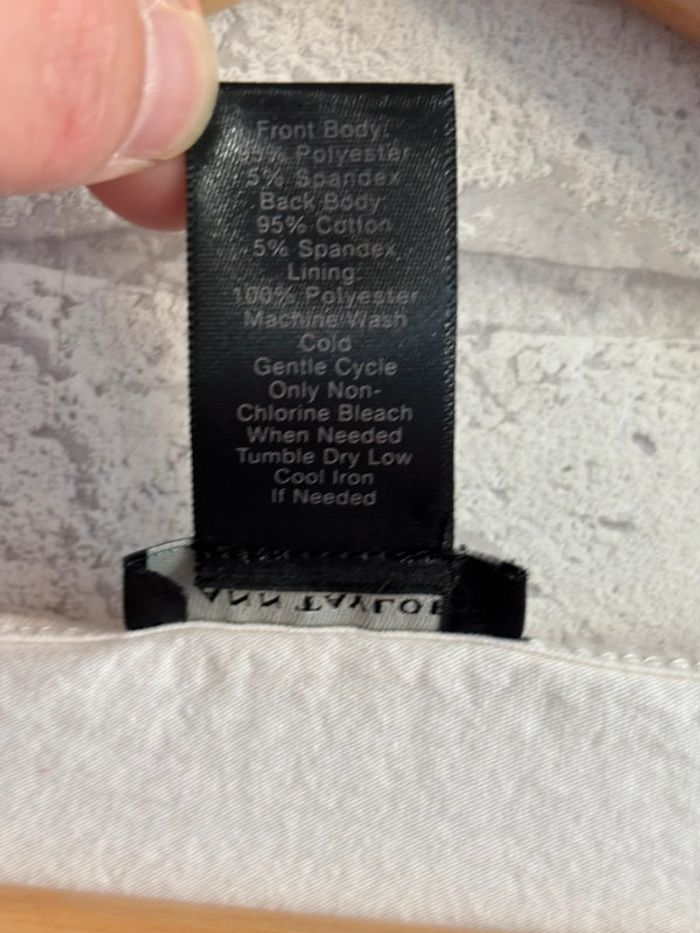 Front Body:
95% Polyester
5% Spandex
Back Body:
95% Cotton
5% Spandex
Lining:
100% Polyester
Machine Wash
Cold
Gentle Cycle
Only Non-
Chlorine Bleach
When Needed
Tumble Dry Low
Cool Iron
If Needed
ANN TAYLOR